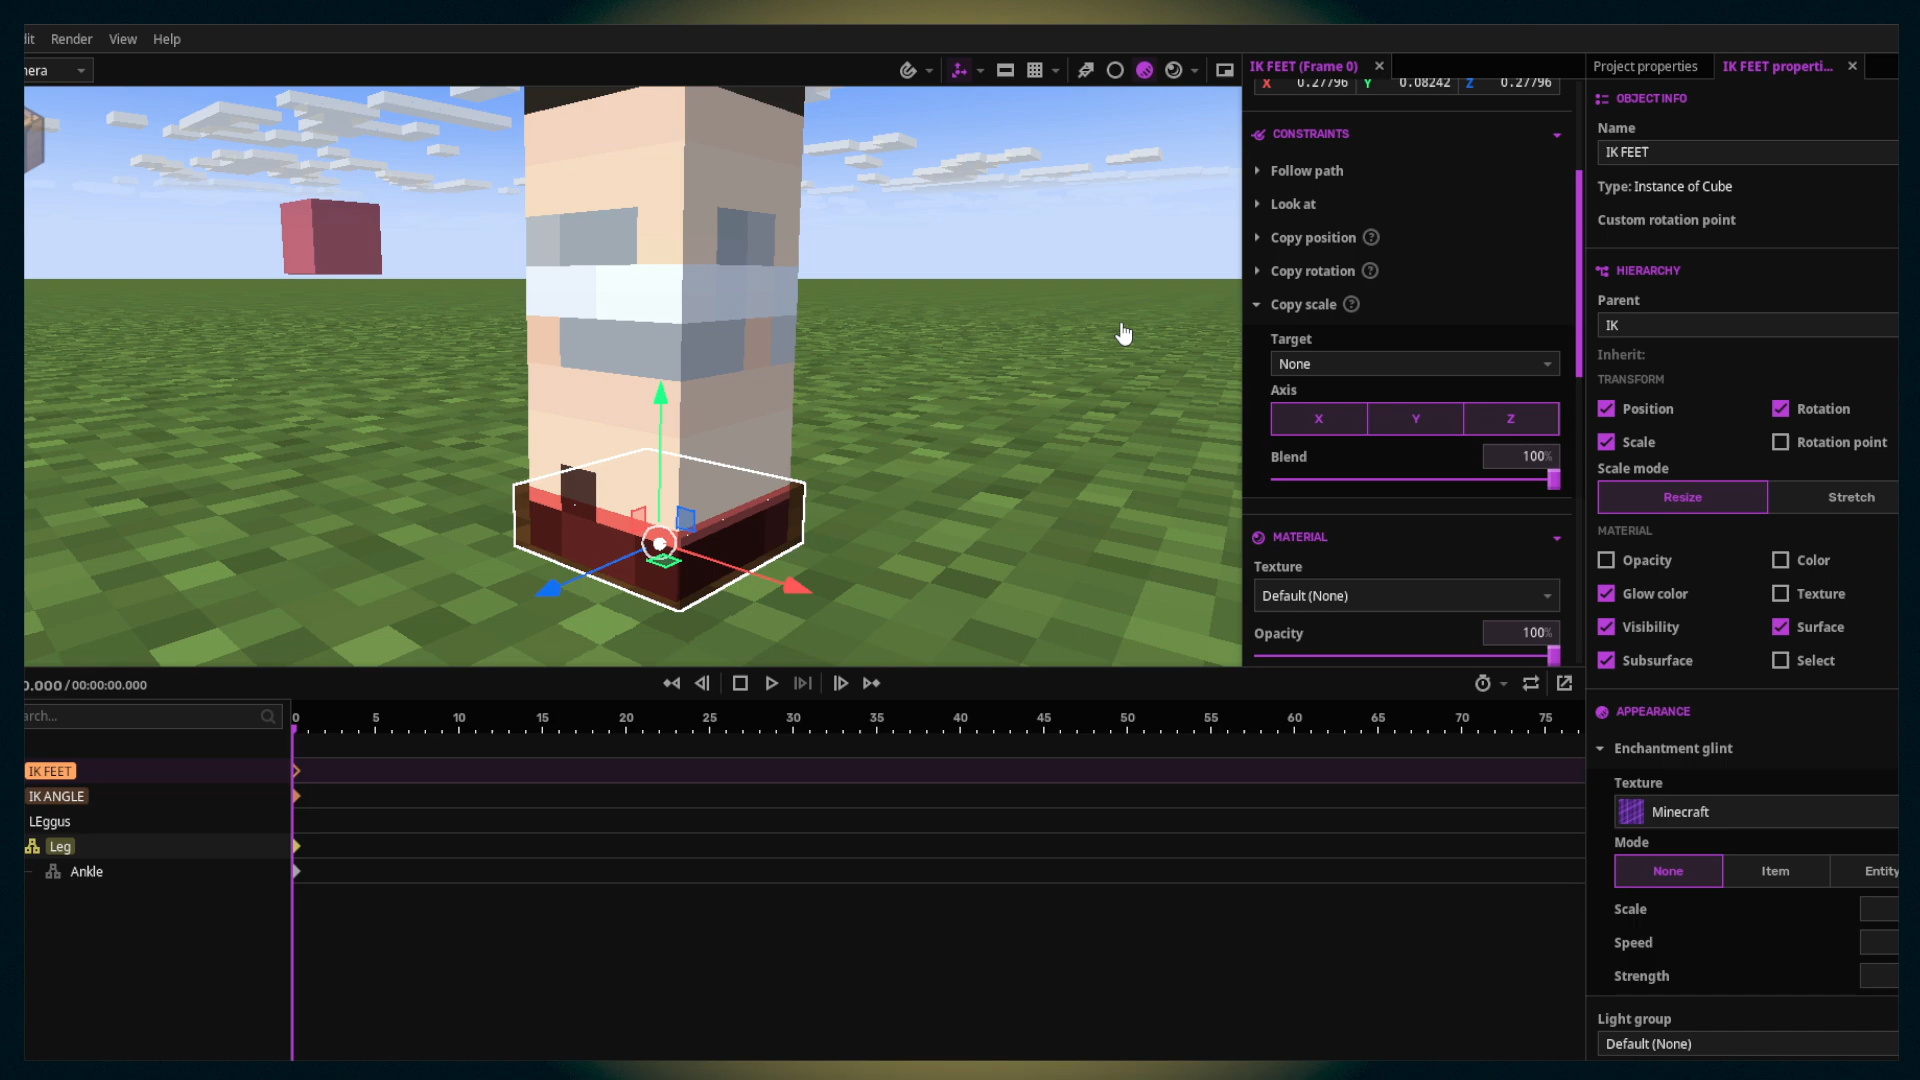 dit Render View Help
nera
IK FEET (Frame 0)
Project properties
IK FEET properti...
X 0.27796 Y 0.08242 Z 0.27796
CONSTRAINTS
Follow path
Look at
Copy position ?
Copy rotation ?
Copy scale ?
Target
None
Axis
X Y Z
Blend 100%
MATERIAL
Texture
Default (None)
Opacity 100%
OBJECT INFO
Name
IK FEET
Type: Instance of Cube
Custom rotation point
HIERARCHY
Parent
IK
Inherit:
TRANSFORM
Position Rotation
Scale Rotation point
Scale mode
Resize Stretch
MATERIAL
Opacity Color
Glow color Texture
Visibility Surface
Subsurface Select
APPEARANCE
Enchantment glint
Texture
Minecraft
Mode
None Item Entity
Scale
Speed
Strength
Light group
Default (None)
0.000 / 00:00:00.000
arch...
0 5 10 15 20 25 30 35 40 45 50 55 60 65 70 75
IK FEET
IK ANGLE
LEggus
Leg
Ankle